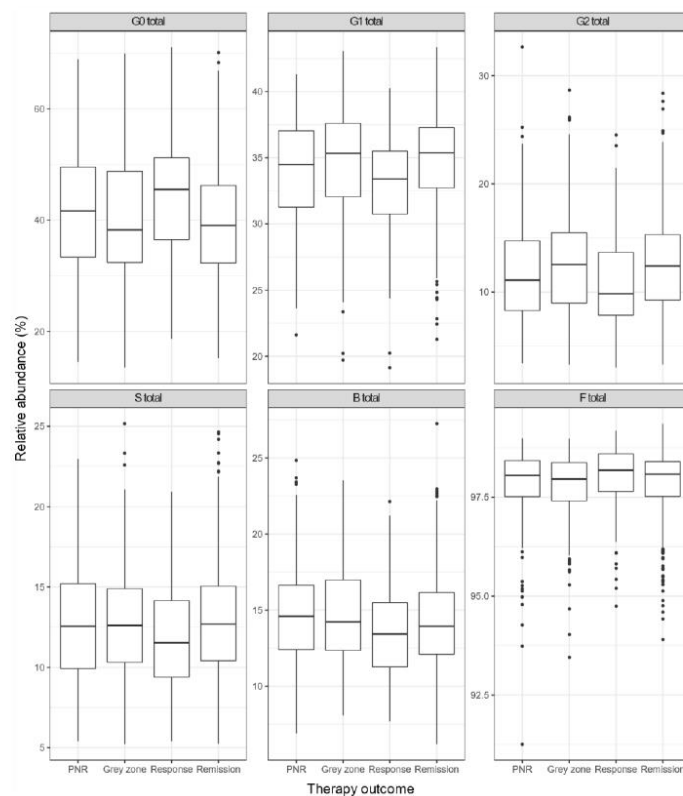 G0 total
G1 total
G2 total
60
40
20
40
35
30
25
20
30
20
10
Relative abundance (%)
S total
B total
F total
25
20
15
10
5
25
20
15
10
97.5
95.0
92.5
PNR Grey zone Response Remission
PNR Grey zone Response Remission
PNR Grey zone Response Remission
Therapy outcome